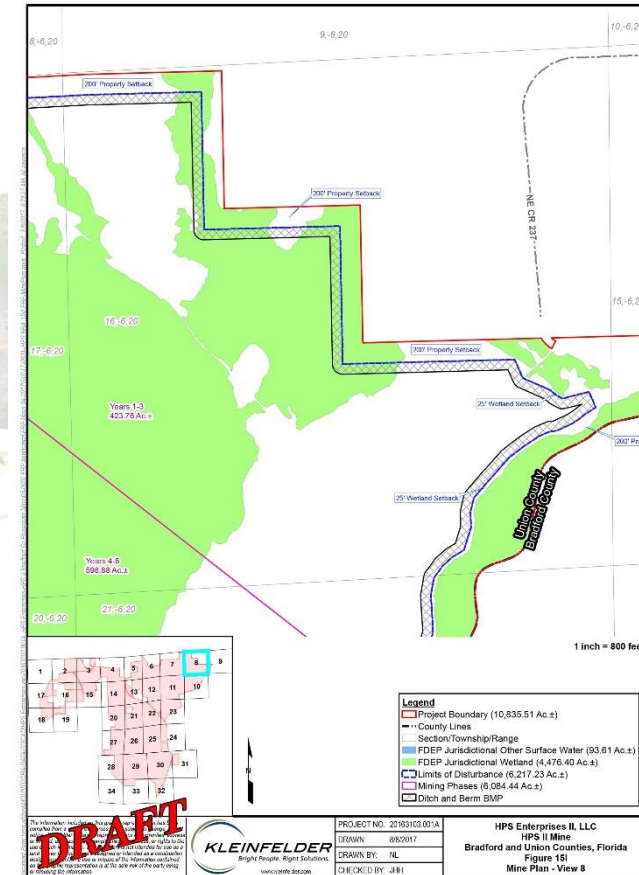 8,-6,20
9,-6,20
10,-6,20
200' Property Setback
200' Property Setback
NE CR 237
15,-6,2
16,-6,20
17,-6,20
200' Property Setback
Years 1-3
423.76 Ac.±
25' Wetland Setback
200' Pr
25' Wetland Setback
Union County
Bradford County
Years 4-6
598.88 Ac.±
20,-6,20
21,-6,20
1 inch = 800 fee
1 2 3 4 5 6 7 8 9
17 16 15 14 13 12 11 10
18 19 20 21 22 23
27 26 25 24
28 29 30 31
34 33 32
Legend
Project Boundary (10,835.51 Ac.±)
County Lines
Section/Township/Range
FDEP Jurisdictional Other Surface Water (93.61 Ac.±)
FDEP Jurisdictional Wetland (4,476.40 Ac.±)
Limits of Disturbance (6,217.23 Ac.±)
Mining Phases (6,084.44 Ac.±)
Ditch and Berm BMP
DRAFT
KLEINFELDER
Bright People. Right Solutions.
www.kleinfelder.com
PROJECT NO. 20163103.001A
DRAWN: 8/6/2017
DRAWN BY: NL
CHECKED BY: JHH
HPS Enterprises II, LLC
HPS II Mine
Bradford and Union Counties, Florida
Figure 15I
Mine Plan - View 8